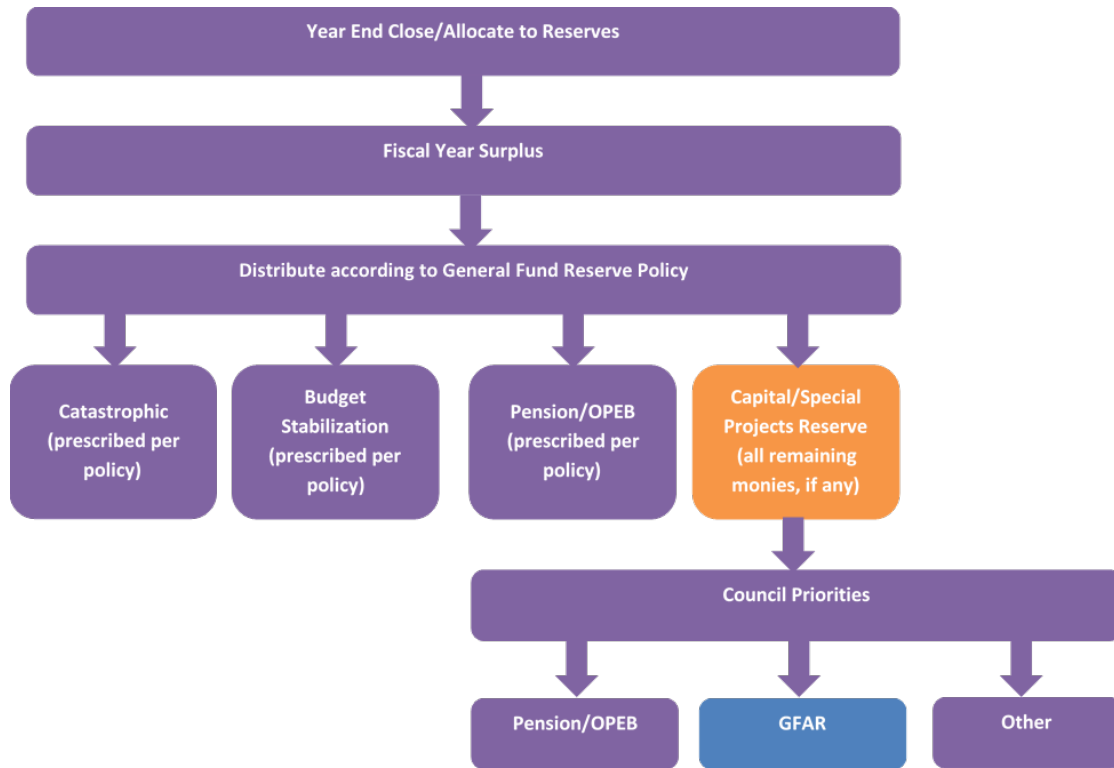 Year End Close/Allocate to Reserves
Fiscal Year Surplus
Distribute according to General Fund Reserve Policy
Catastrophic
(prescribed per
policy)
Budget
Stabilization
(prescribed per
policy)
Pension/OPEB
(prescribed per
policy)
Capital/Special
Projects Reserve
(all remaining
monies, if any)
Council Priorities
Pension/OPEB
GFAR
Other